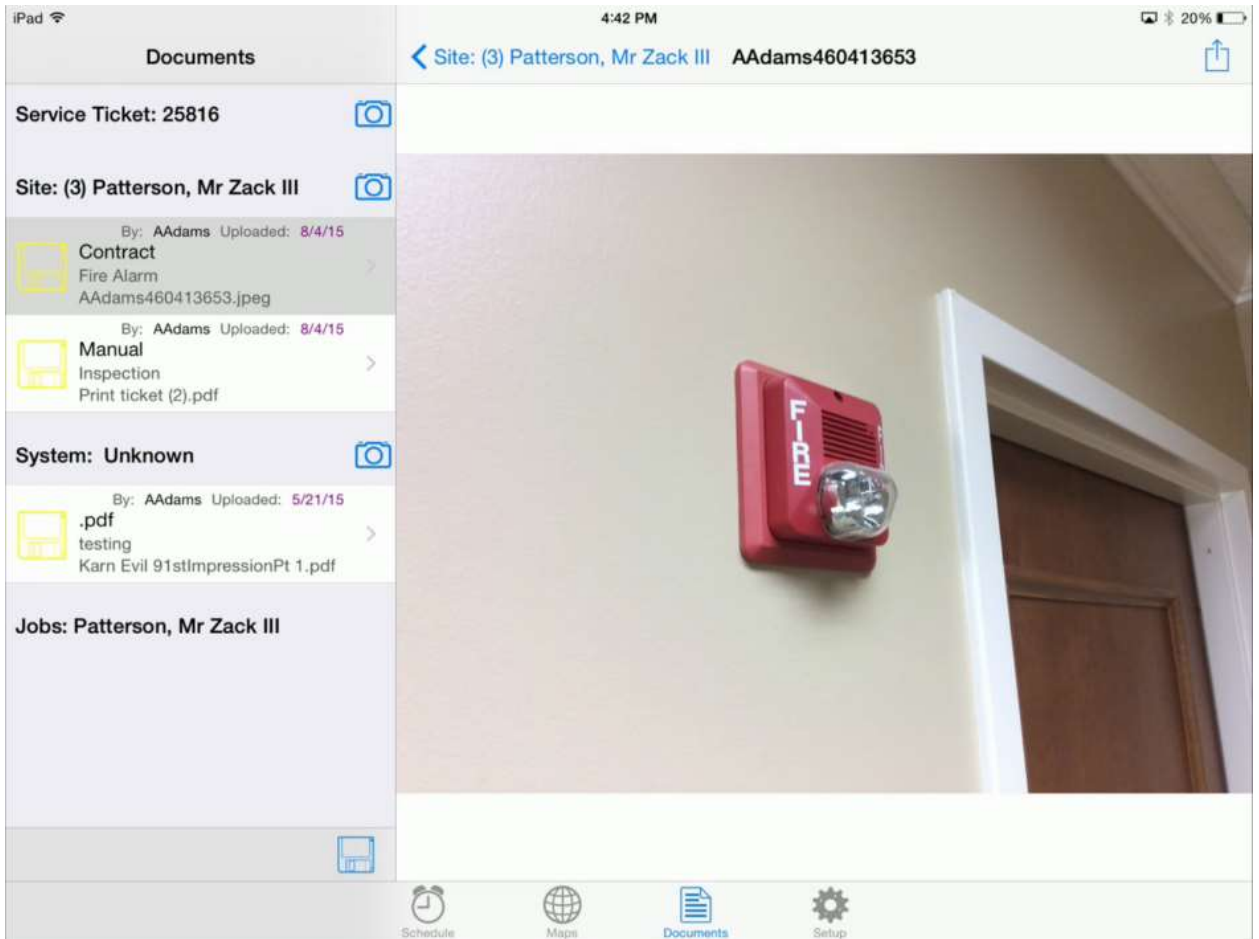 iPad
4:42 PM
20%
Documents
Site: (3) Patterson, Mr Zack III
AAdams460413653
Service Ticket: 25816
Site: (3) Patterson, Mr Zack III
By: AAdams Uploaded: 8/4/15
Contract
Fire Alarm
AAdams460413653.jpeg
By: AAdams Uploaded: 8/4/15
Manual
Inspection
Print ticket (2).pdf
System: Unknown
By: AAdams Uploaded: 5/21/15
.pdf
testing
Karn Evil 91stImpressionPt 1.pdf
Jobs: Patterson, Mr Zack III
FIRE
Schedule
Maps
Documents
Setup